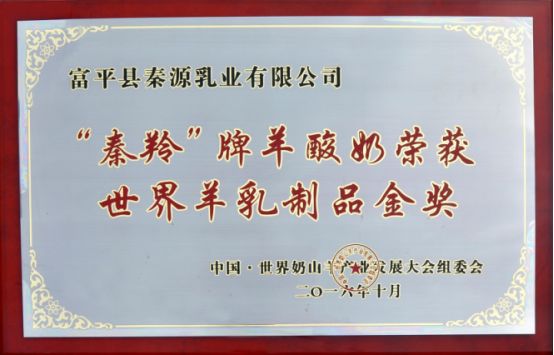 富平县秦源乳业有限公司
“秦羚”牌羊酸奶荣获
世界羊乳制品金奖
中国·世界奶山羊产业发展大会组委会
二〇一六年十月